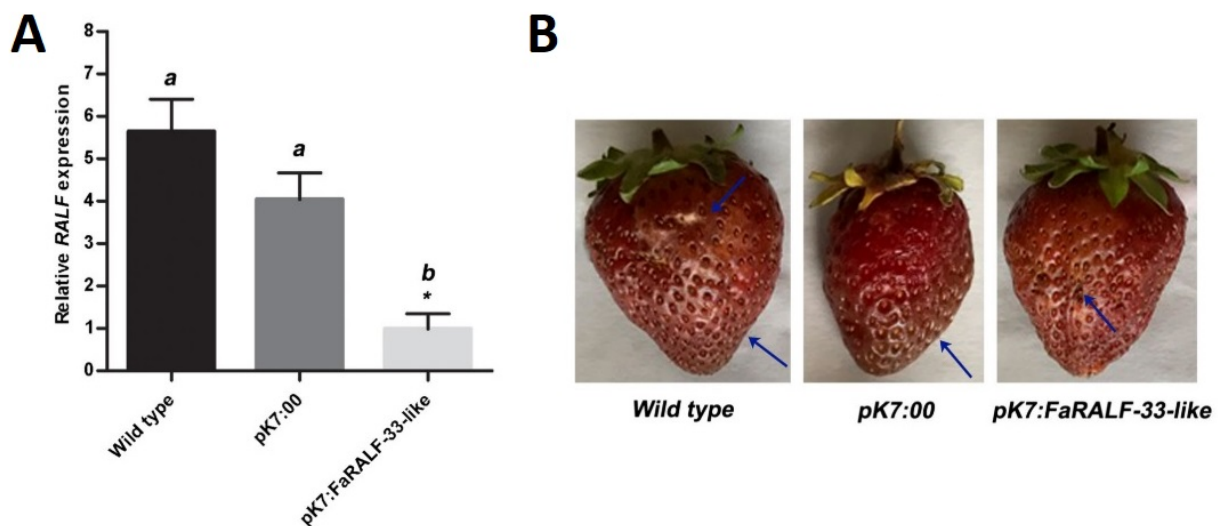 A
B
Relative RALF expression
8
7
6
5
4
3
2
1
0
a
a
b
*
Wild type
pK7:00
pK7:FaRALF-33-like
Wild type
pK7:00
pK7:FaRALF-33-like